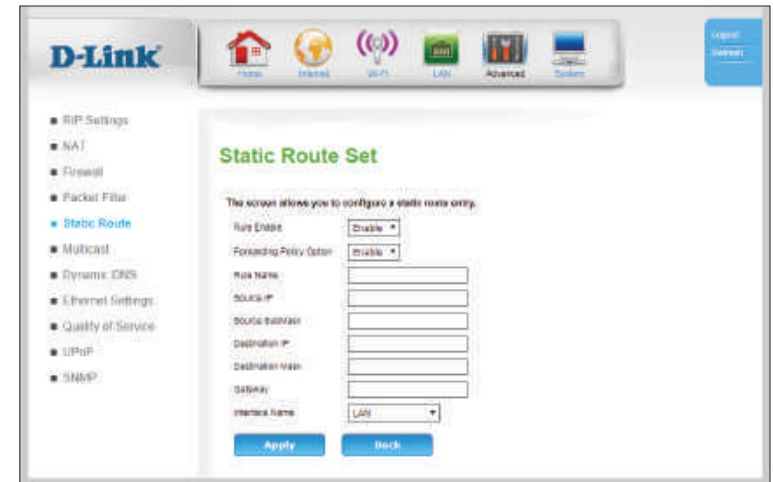 D-Link
Home
Internet
Wi-Fi
LAN
Advanced
System
Logout
RIP Settings
NAT
Firewall
Packet Filter
Static Route
Multicast
Dynamic DNS
Ethernet Settings
Quality of Service
UPnP
SNMP
Static Route Set
The screen allows you to configure a static route entry.
Rule Enable Enable
Forwarding Policy Option Enable
Rule Name
Source IP
Source SubMask
Destination IP
Destination Mask
Gateway
Interface Name LAN
Apply Back